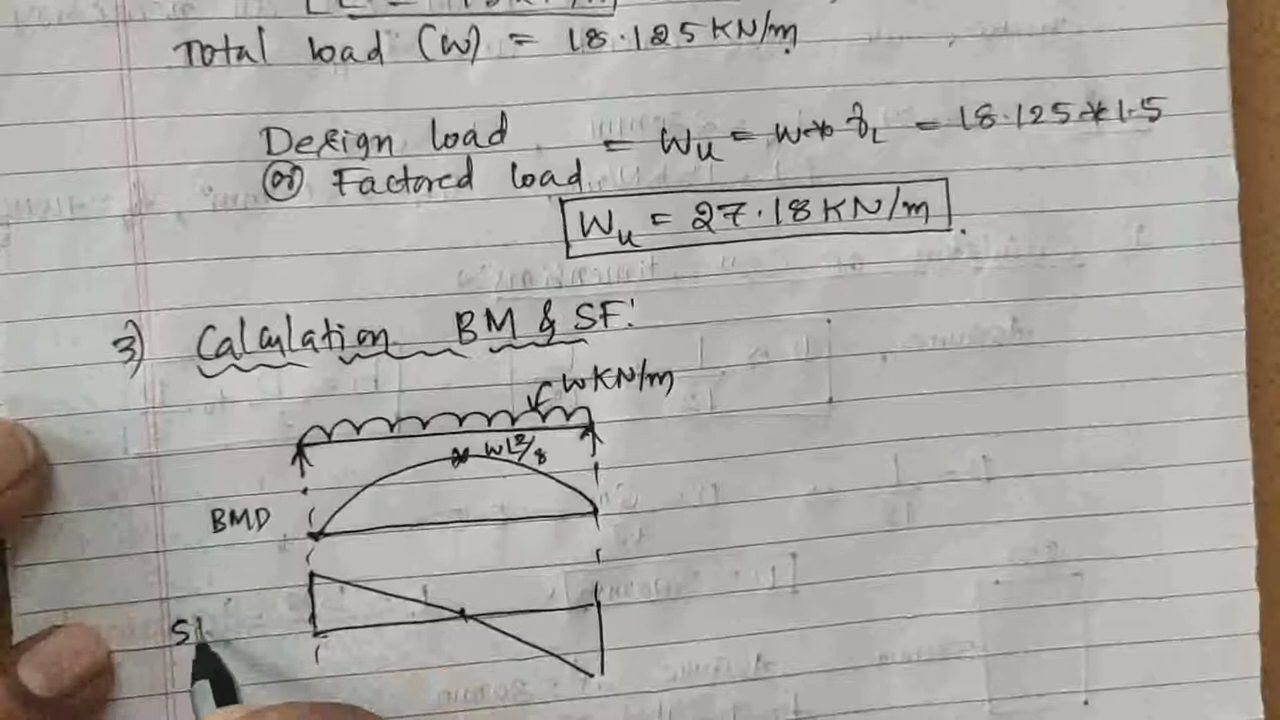 Total load (W) = 18.125 KN/m
Design load = Wu = W * γL = 18.125 * 1.5
(or) Factored load
Wu = 27.18 KN/m.
3) Calculation BM & SF:
W KN/m
WL²/8
BMD
S